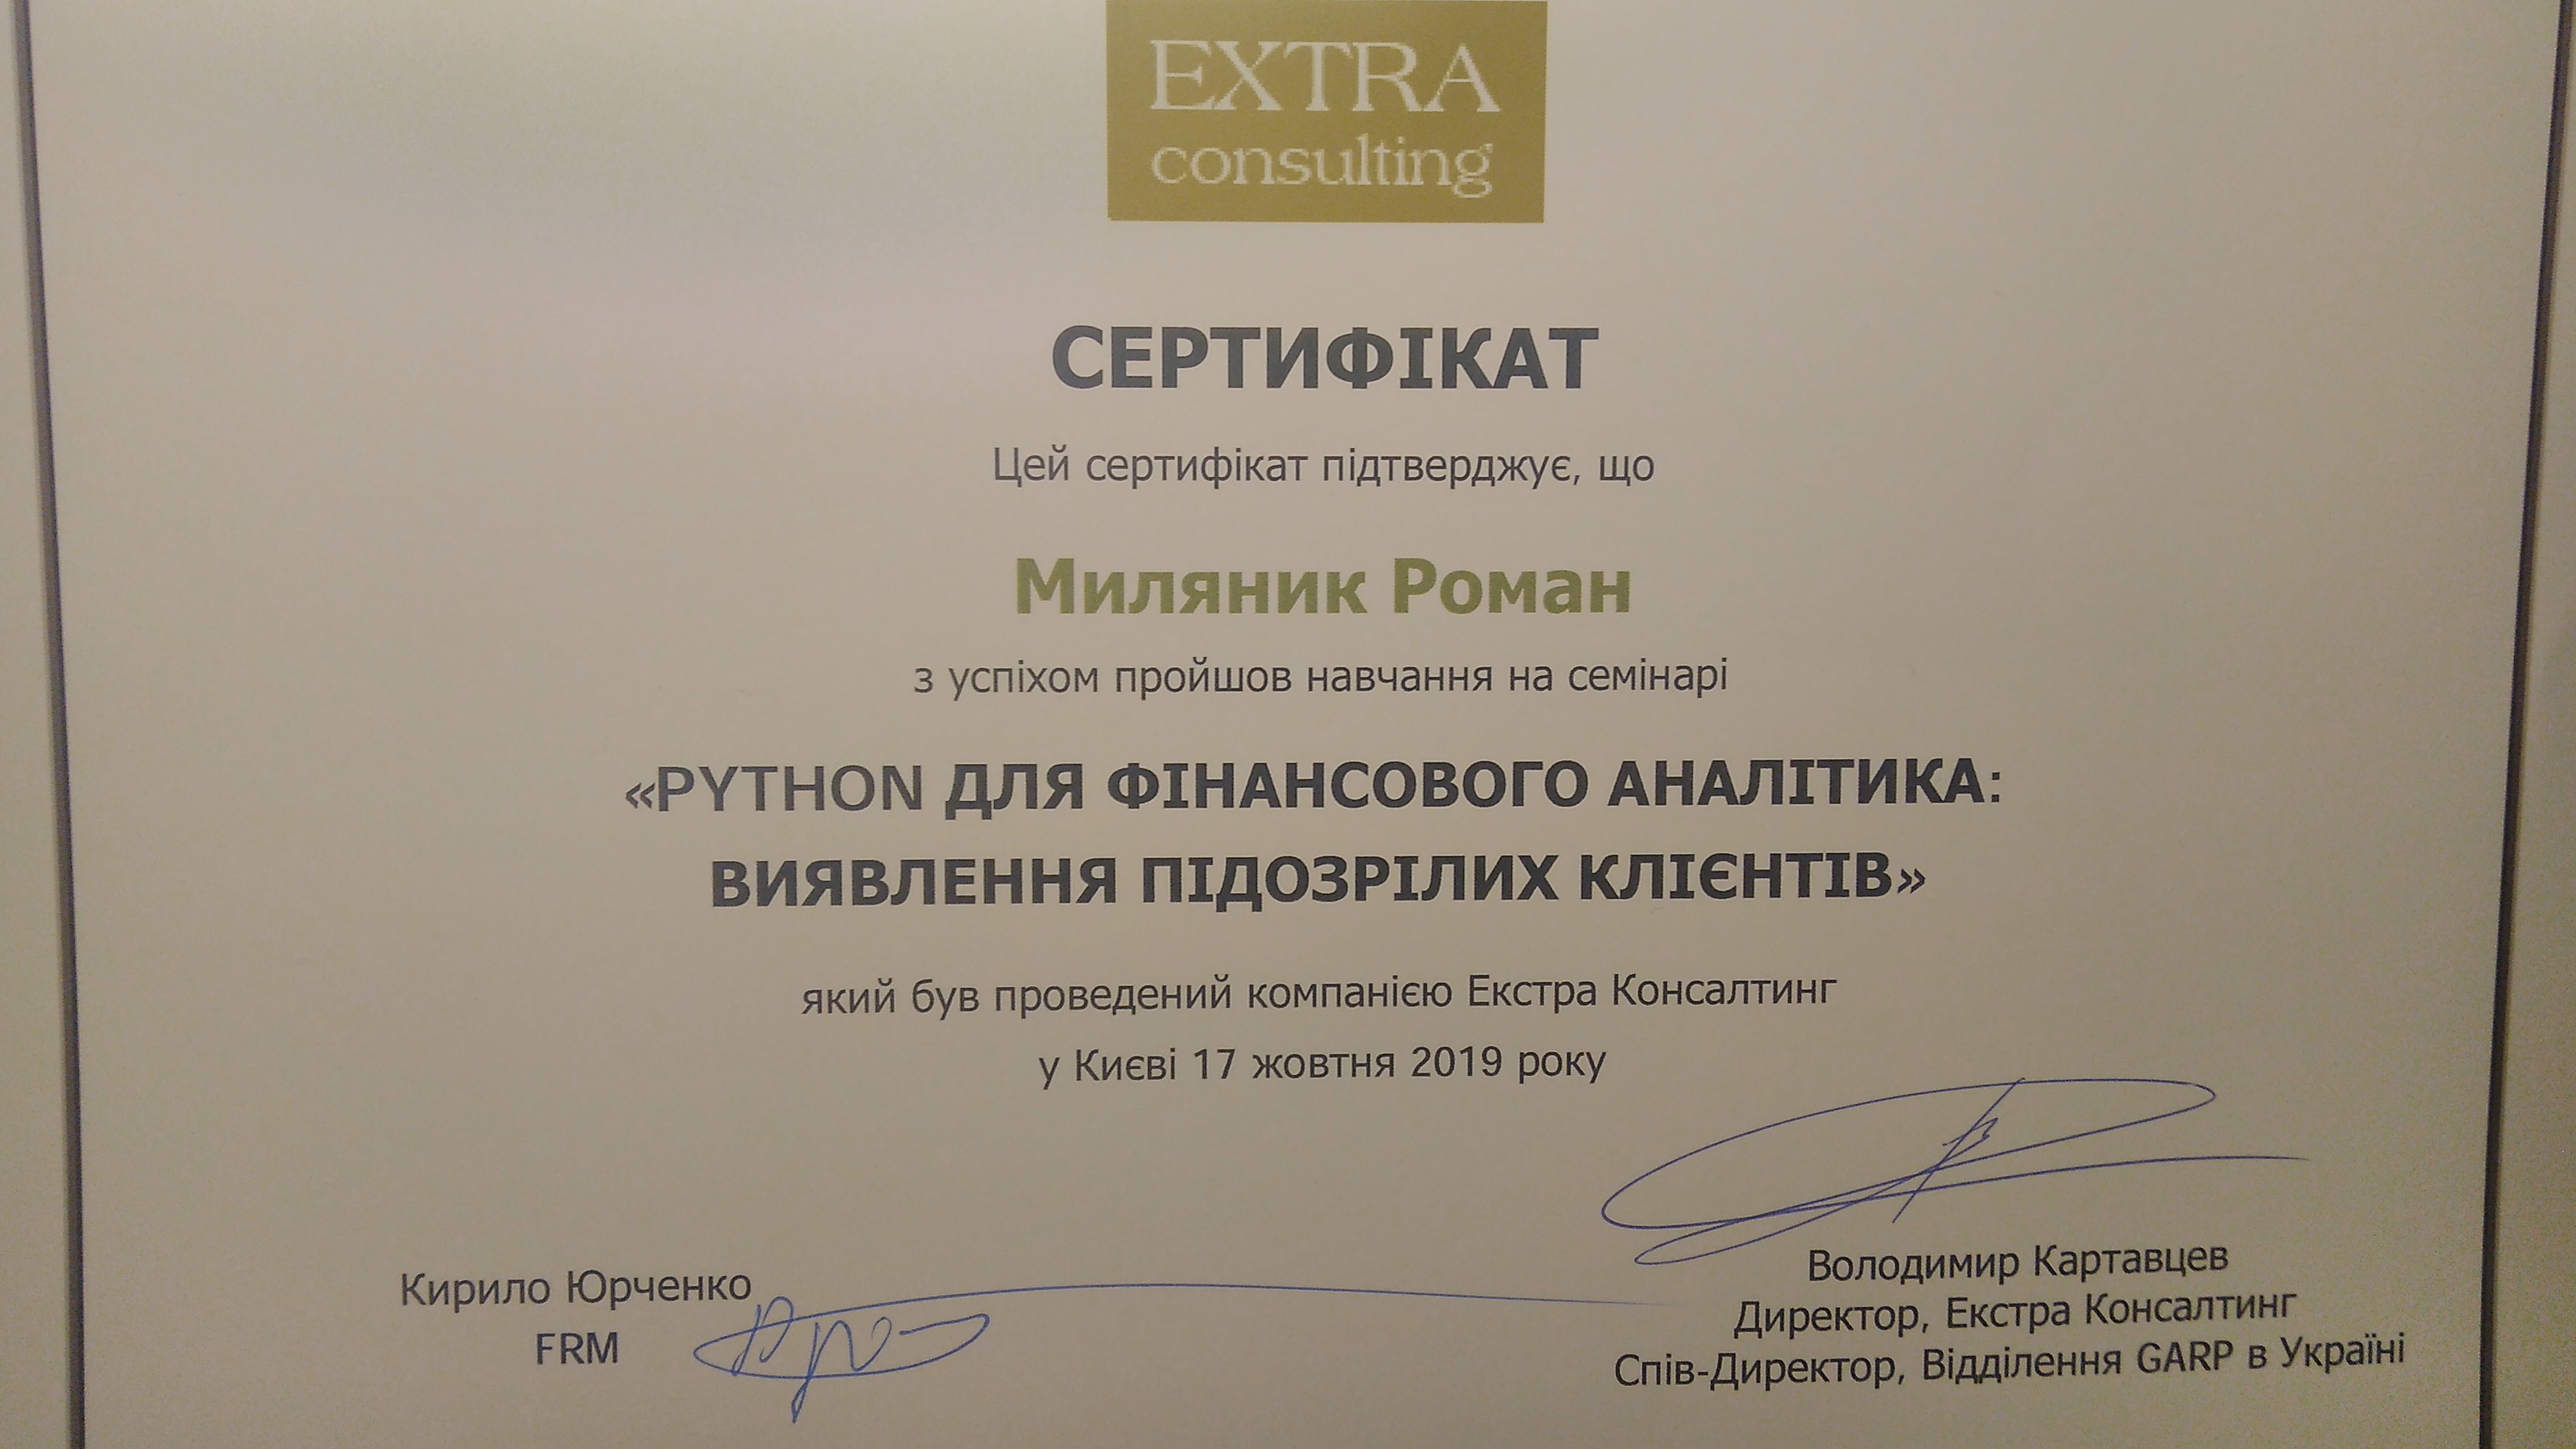 EXTRA
consulting
СЕРТИФІКАТ
Цей сертифікат підтверджує, що
Миляник Роман
з успіхом пройшов навчання на семінарі
«PYTHON ДЛЯ ФІНАНСОВОГО АНАЛІТИКА:
ВИЯВЛЕННЯ ПІДОЗРІЛИХ КЛІЄНТІВ»
який був проведений компанією Екстра Консалтинг
у Києві 17 жовтня 2019 року
Кирило Юрченко
FRM
Володимир Картавцев
Директор, Екстра Консалтинг
Спів-Директор, Відділення GARP в Україні